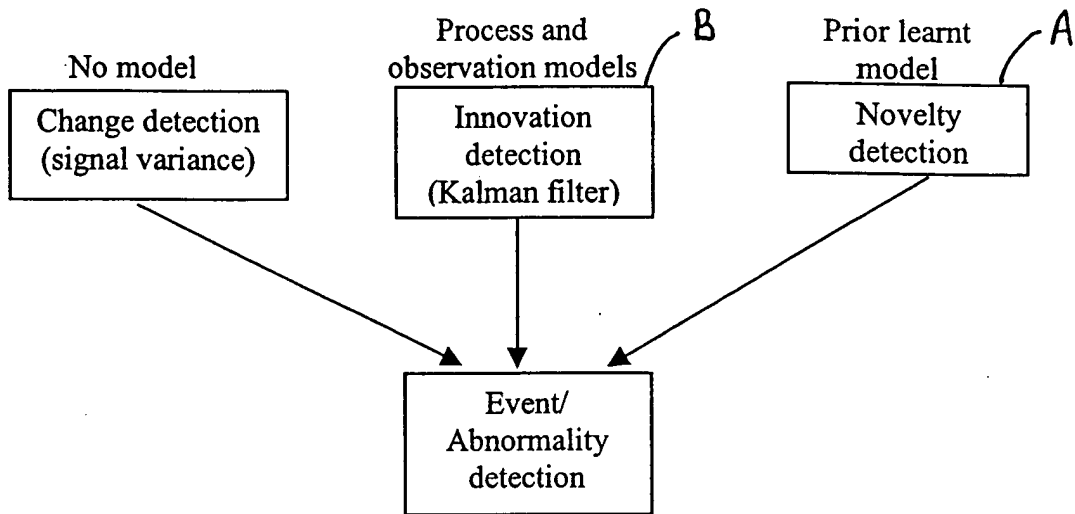 No model
Change detection
(signal variance)
Process and
observation models
B
Innovation
detection
(Kalman filter)
Prior learnt
model
A
Novelty
detection
Event/
Abnormality
detection